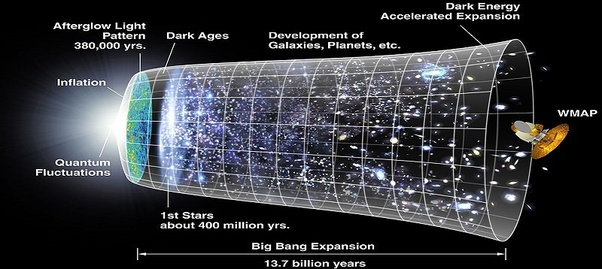 Dark Energy
Accelerated Expansion
Afterglow Light
Pattern
380,000 yrs.
Dark Ages
Development of
Galaxies, Planets, etc.
Inflation
WMAP
Quantum
Fluctuations
1st Stars
about 400 million yrs.
Big Bang Expansion
13.7 billion years